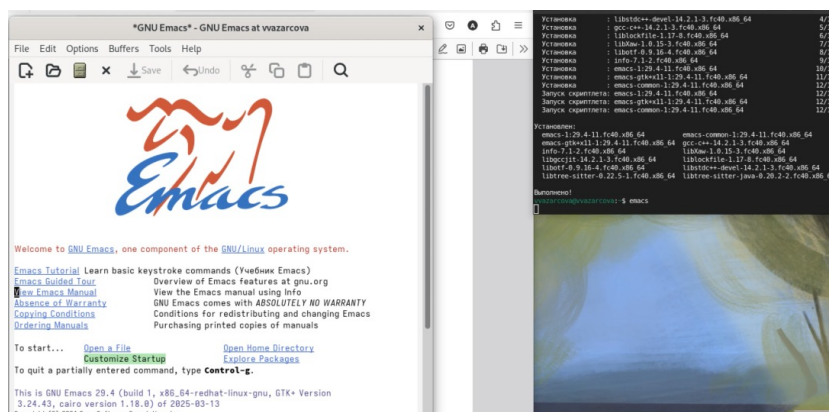 *GNU Emacs* - GNU Emacs at vvazarcova
File Edit Options Buffers Tools Help
Save Undo
Emacs
Welcome to GNU Emacs, one component of the GNU/Linux operating system.
Emacs Tutorial Learn basic keystroke commands (Учебник Emacs)
Emacs Guided Tour Overview of Emacs features at gnu.org
View Emacs Manual View the Emacs manual using Info
Absence of Warranty GNU Emacs comes with ABSOLUTELY NO WARRANTY
Copying Conditions Conditions for redistributing and changing Emacs
Ordering Manuals Purchasing printed copies of manuals
To start... Open a File Open Home Directory
Customize Startup Explore Packages
To quit a partially entered command, type Control-g.
This is GNU Emacs 29.4 (build 1, x86_64-redhat-linux-gnu, GTK+ Version
3.24.43, cairo version 1.18.0) of 2025-03-13
Установка : libstdc++-devel-14.2.1-3.fc40.x86_64 4/
Установка : gcc-c++-14.2.1-3.fc40.x86_64 5/
Установка : liblockfile-1.17-8.fc40.x86_64 6/
Установка : libXaw-1.0.15-3.fc40.x86_64 7/
Установка : libotf-0.9.16-4.fc40.x86_64 8/
Установка : info-7.1-2.fc40.x86_64 9/
Установка : emacs-1:29.4-11.fc40.x86_64 10/
Установка : emacs-gtk+x11-1:29.4-11.fc40.x86_64 11/
Установка : emacs-common-1:29.4-11.fc40.x86_64 12/
Запуск скриптлета: emacs-1:29.4-11.fc40.x86_64 12/
Запуск скриптлета: emacs-gtk+x11-1:29.4-11.fc40.x86_64 12/
Запуск скриптлета: emacs-common-1:29.4-11.fc40.x86_64 12/
Установлен:
emacs-1:29.4-11.fc40.x86_64 emacs-common-1:29.4-11.fc40.x86_64
emacs-gtk+x11-1:29.4-11.fc40.x86_64 gcc-c++-14.2.1-3.fc40.x86_64
info-7.1-2.fc40.x86_64 libXaw-1.0.15-3.fc40.x86_64
libgccjit-14.2.1-3.fc40.x86_64 liblockfile-1.17-8.fc40.x86_64
libotf-0.9.16-4.fc40.x86_64 libstdc++-devel-14.2.1-3.fc40.x86_64
libtree-sitter-0.22.5-1.fc40.x86_64 libtree-sitter-java-0.20.2-2.fc40.x86_
Выполнено!
vvazarcova@vvazarcova:~$ emacs